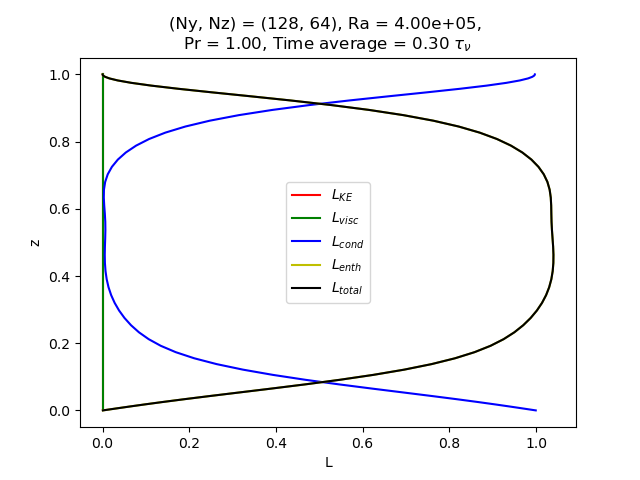 (Ny, Nz) = (128, 64), Ra = 4.00e+05,
Pr = 1.00, Time average = 0.30 τ_ν
1.0
0.8
0.6
0.4
0.2
0.0
z
L_KE
L_visc
L_cond
L_enth
L_total
0.0 0.2 0.4 0.6 0.8 1.0
L